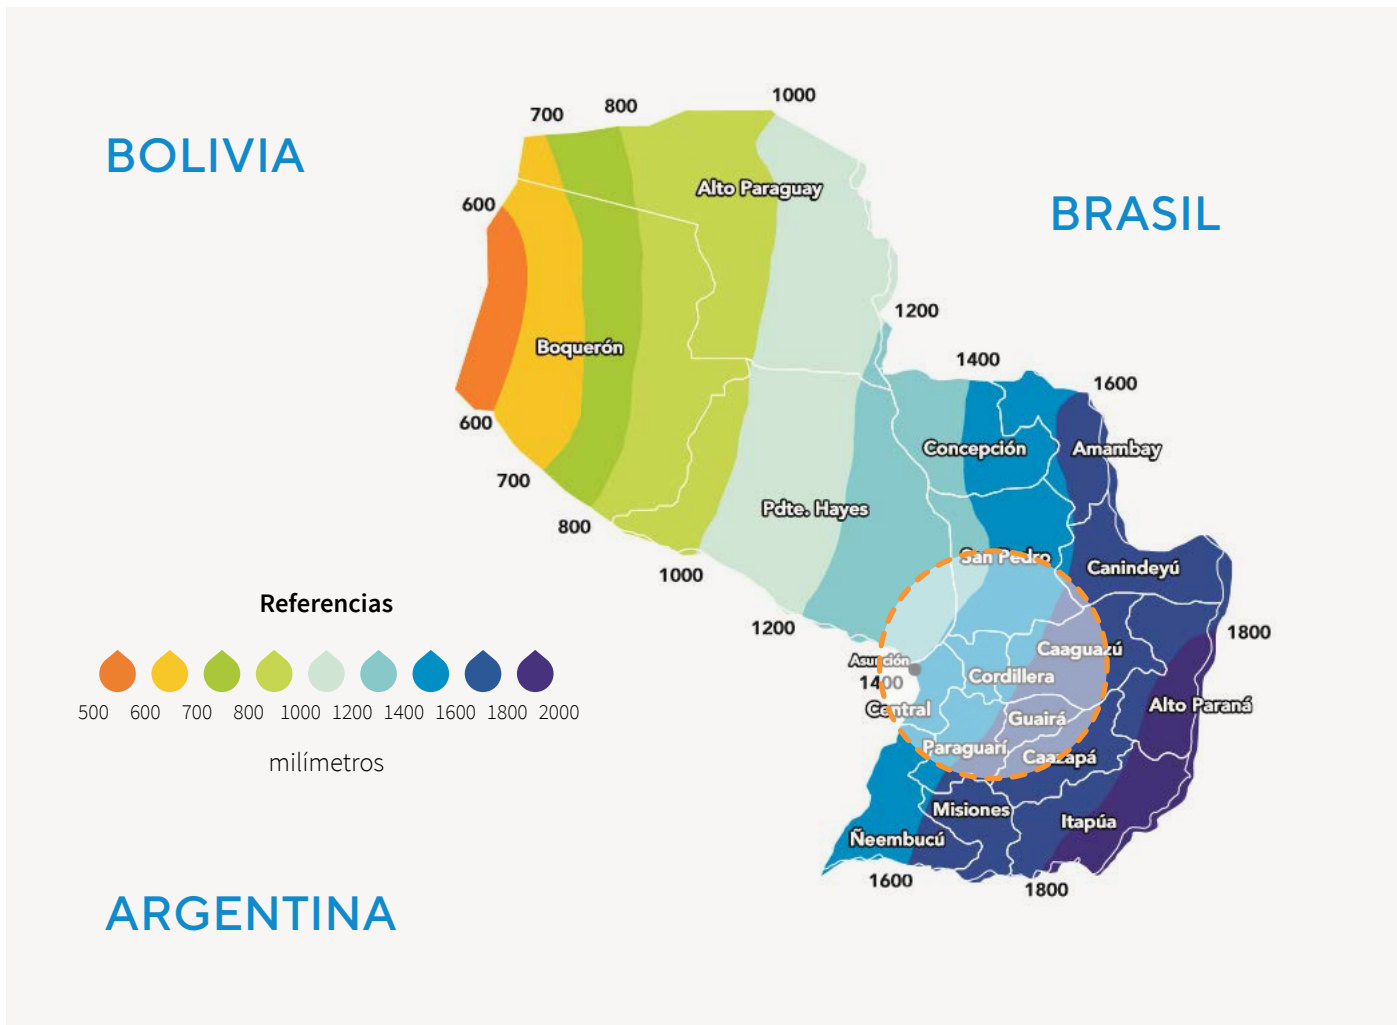 1000
800
700
BOLIVIA
Alto Paraguay
BRASIL
600
1200
Boquerón
1400
1600
600
Concepción
Amambay
700
Pdte. Hayes
800
San Pedro
Canindeyú
1000
Referencias
1200
1800
Caaguazú
Asunción
Cordillera
1400
Central
Alto Paraná
500 600 700 800 1000 1200 1400 1600 1800 2000
Guairá
Paraguarí
Caazapá
milímetros
Misiones
Itapúa
Ñeembucú
1600
1800
ARGENTINA